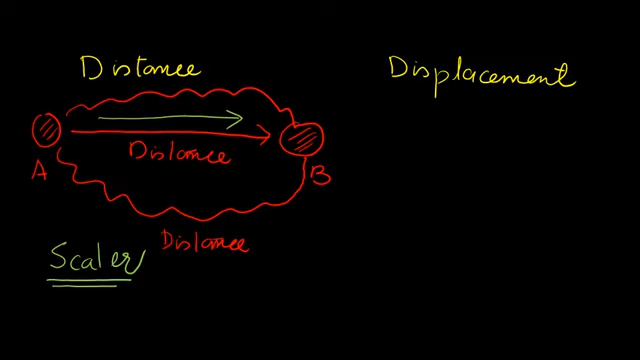 Distance
Displacement
Distance
A
B
Distance
Scaler